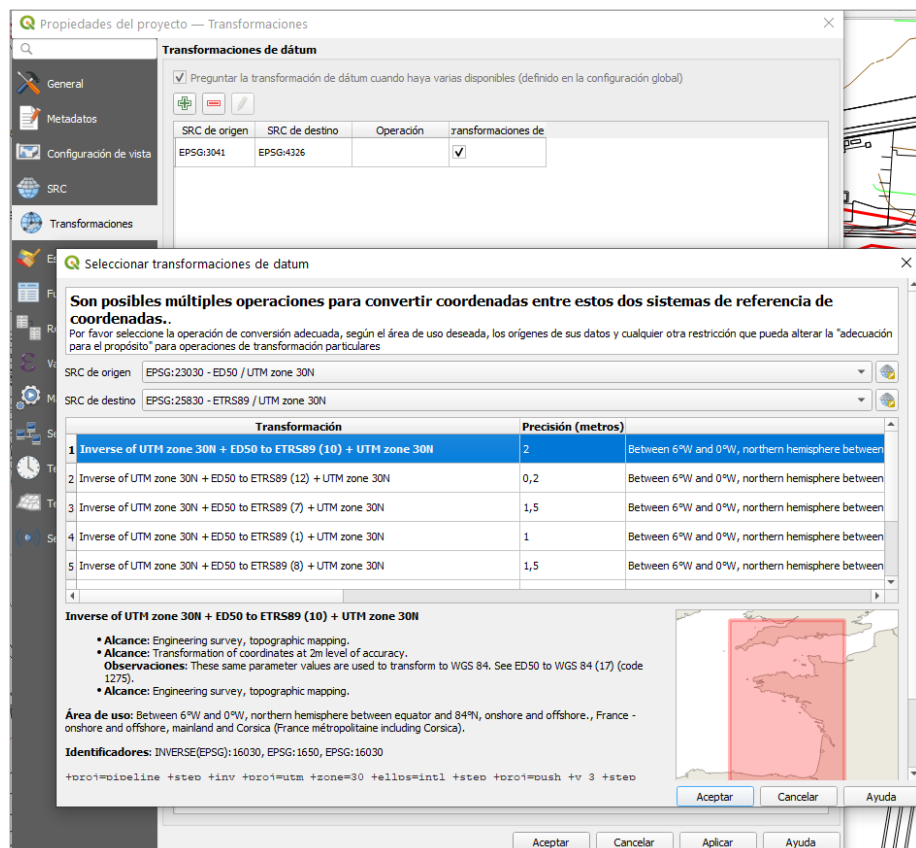 Propiedades del proyecto — Transformaciones
Transformaciones de dátum
General
Preguntar la transformación de dátum cuando haya varias disponibles (definido en la configuración global)
Metadatos
SRC de origen SRC de destino Operación transformaciones de
Configuración de vista
EPSG:3041 EPSG:4326
SRC
Transformaciones
Es
Seleccionar transformaciones de datum
Fu
Son posibles múltiples operaciones para convertir coordenadas entre estos dos sistemas de referencia de
coordenadas..
Por favor seleccione la operación de conversión adecuada, según el área de uso deseada, los orígenes de sus datos y cualquier otra restricción que pueda alterar la "adecuación
para el propósito" para operaciones de transformación particulares
Re
Va
SRC de origen EPSG:23030 - ED50 / UTM zone 30N
M
SRC de destino EPSG:25830 - ETRS89 / UTM zone 30N
Transformación Precisión (metros)
Se
1 Inverse of UTM zone 30N + ED50 to ETRS89 (10) + UTM zone 30N 2 Between 6°W and 0°W, northern hemisphere between
Te
2 Inverse of UTM zone 30N + ED50 to ETRS89 (12) + UTM zone 30N 0,2 Between 6°W and 0°W, northern hemisphere between
Te
3 Inverse of UTM zone 30N + ED50 to ETRS89 (7) + UTM zone 30N 1,5 Between 6°W and 0°W, northern hemisphere between
Se
4 Inverse of UTM zone 30N + ED50 to ETRS89 (1) + UTM zone 30N 1 Between 6°W and 0°W, northern hemisphere between
5 Inverse of UTM zone 30N + ED50 to ETRS89 (8) + UTM zone 30N 1,5 Between 6°W and 0°W, northern hemisphere between
Inverse of UTM zone 30N + ED50 to ETRS89 (10) + UTM zone 30N
• Alcance: Engineering survey, topographic mapping.
• Alcance: Transformation of coordinates at 2m level of accuracy.
Observaciones: These same parameter values are used to transform to WGS 84. See ED50 to WGS 84 (17) (code
1275).
• Alcance: Engineering survey, topographic mapping.
Área de uso: Between 6°W and 0°W, northern hemisphere between equator and 84°N, onshore and offshore., France -
onshore and offshore, mainland and Corsica (France métropolitaine including Corsica).
Identificadores: INVERSE(EPSG):16030, EPSG:1650, EPSG:16030
+proj=pipeline +step +inv +proj=utm +zone=30 +ellps=intl +step +proj=push +v_3 +step
Aceptar Cancelar Ayuda
Aceptar Cancelar Aplicar Ayuda